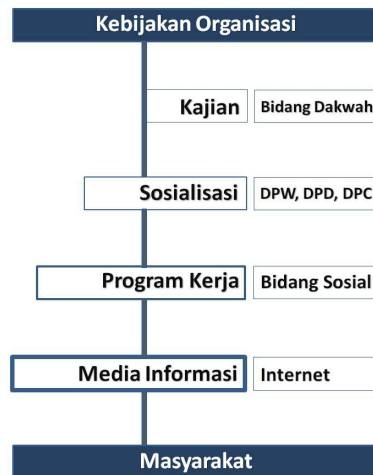 Kebijakan Organisasi
Kajian Bidang Dakwah
Sosialisasi DPW, DPD, DPC
Program Kerja Bidang Sosial
Media Informasi Internet
Masyarakat